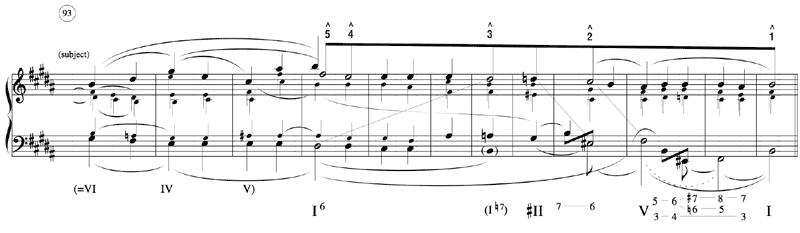 93
(subject)
^ ^ ^ ^ ^
5 4 3 2 1
(=VI IV V) I⁶ (I♮7) ♯II 7 6 V 5 6 ♯7 8 7 I
♮6 5
3 4 3